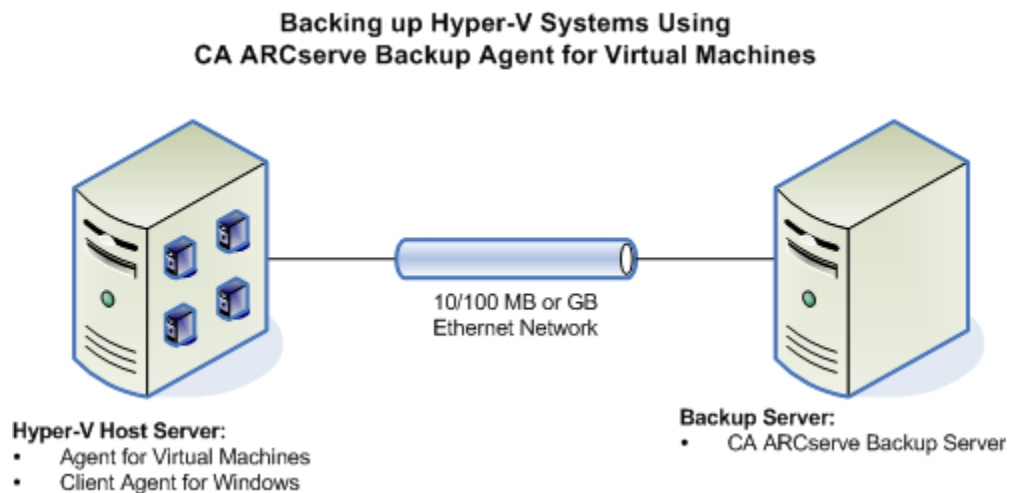 Backing up Hyper-V Systems Using
CA ARCserve Backup Agent for Virtual Machines
10/100 MB or GB
Ethernet Network
Hyper-V Host Server:
• Agent for Virtual Machines
• Client Agent for Windows
Backup Server:
• CA ARCserve Backup Server